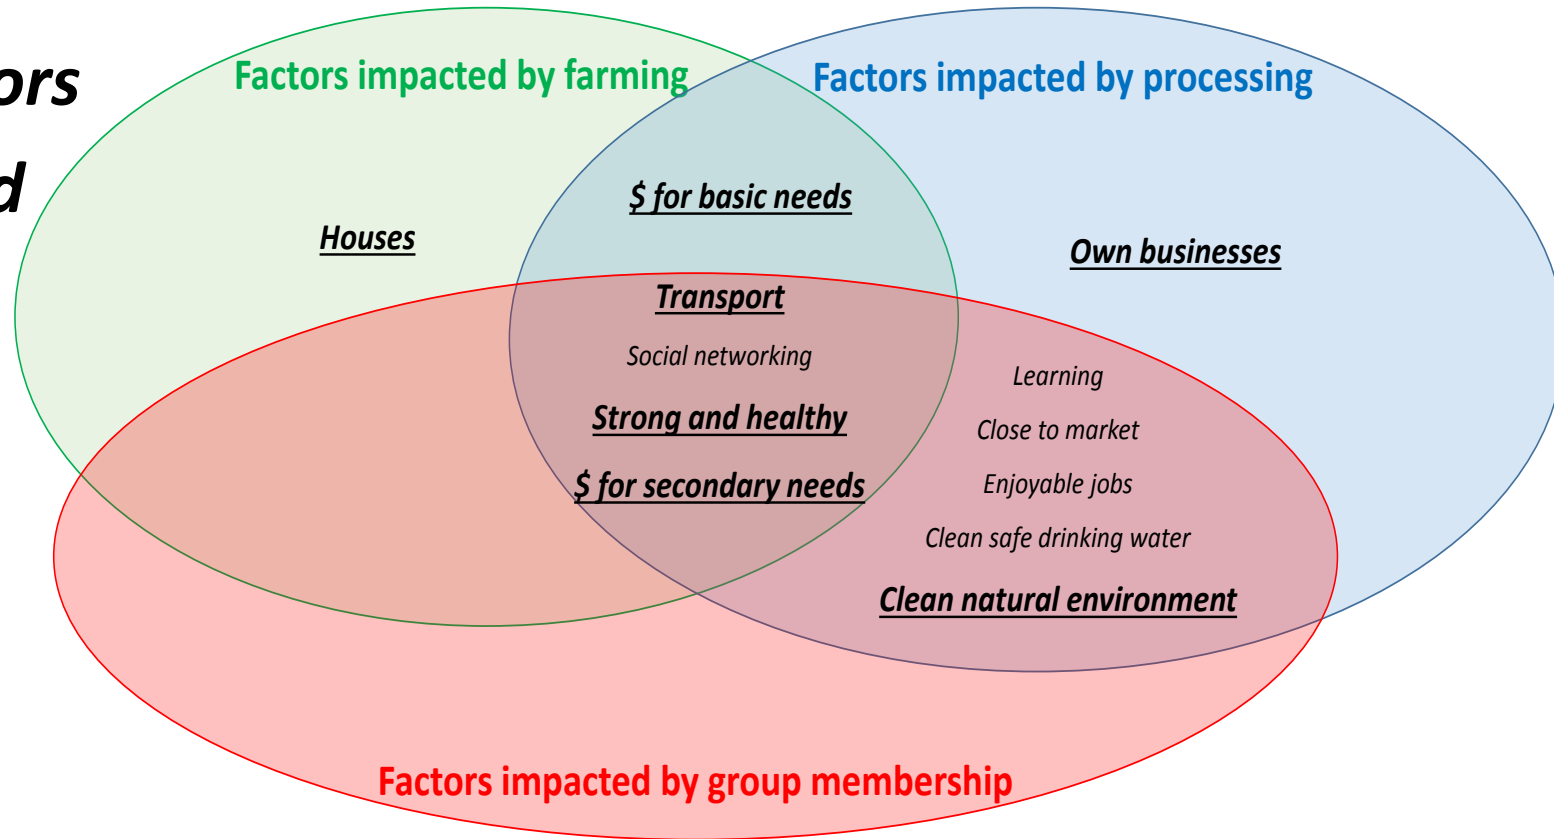 ors
d
Factors impacted by farming
Factors impacted by processing
$ for basic needs
Houses
Own businesses
Transport
Social networking
Strong and healthy
$ for secondary needs
Learning
Close to market
Enjoyable jobs
Clean safe drinking water
Clean natural environment
Factors impacted by group membership